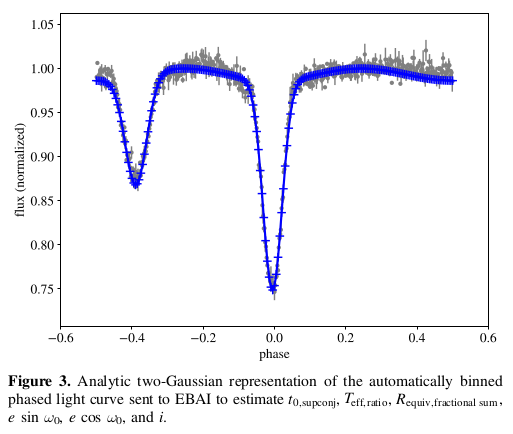 1.05
1.00
0.95
0.90
0.85
0.80
0.75
flux (normalized)
−0.6 −0.4 −0.2 0.0 0.2 0.4 0.6
phase
Figure 3. Analytic two-Gaussian representation of the automatically binned
phased light curve sent to EBAI to estimate t0,supconj, Teff,ratio, Requiv,fractional sum,
e sin ω0, e cos ω0, and i.